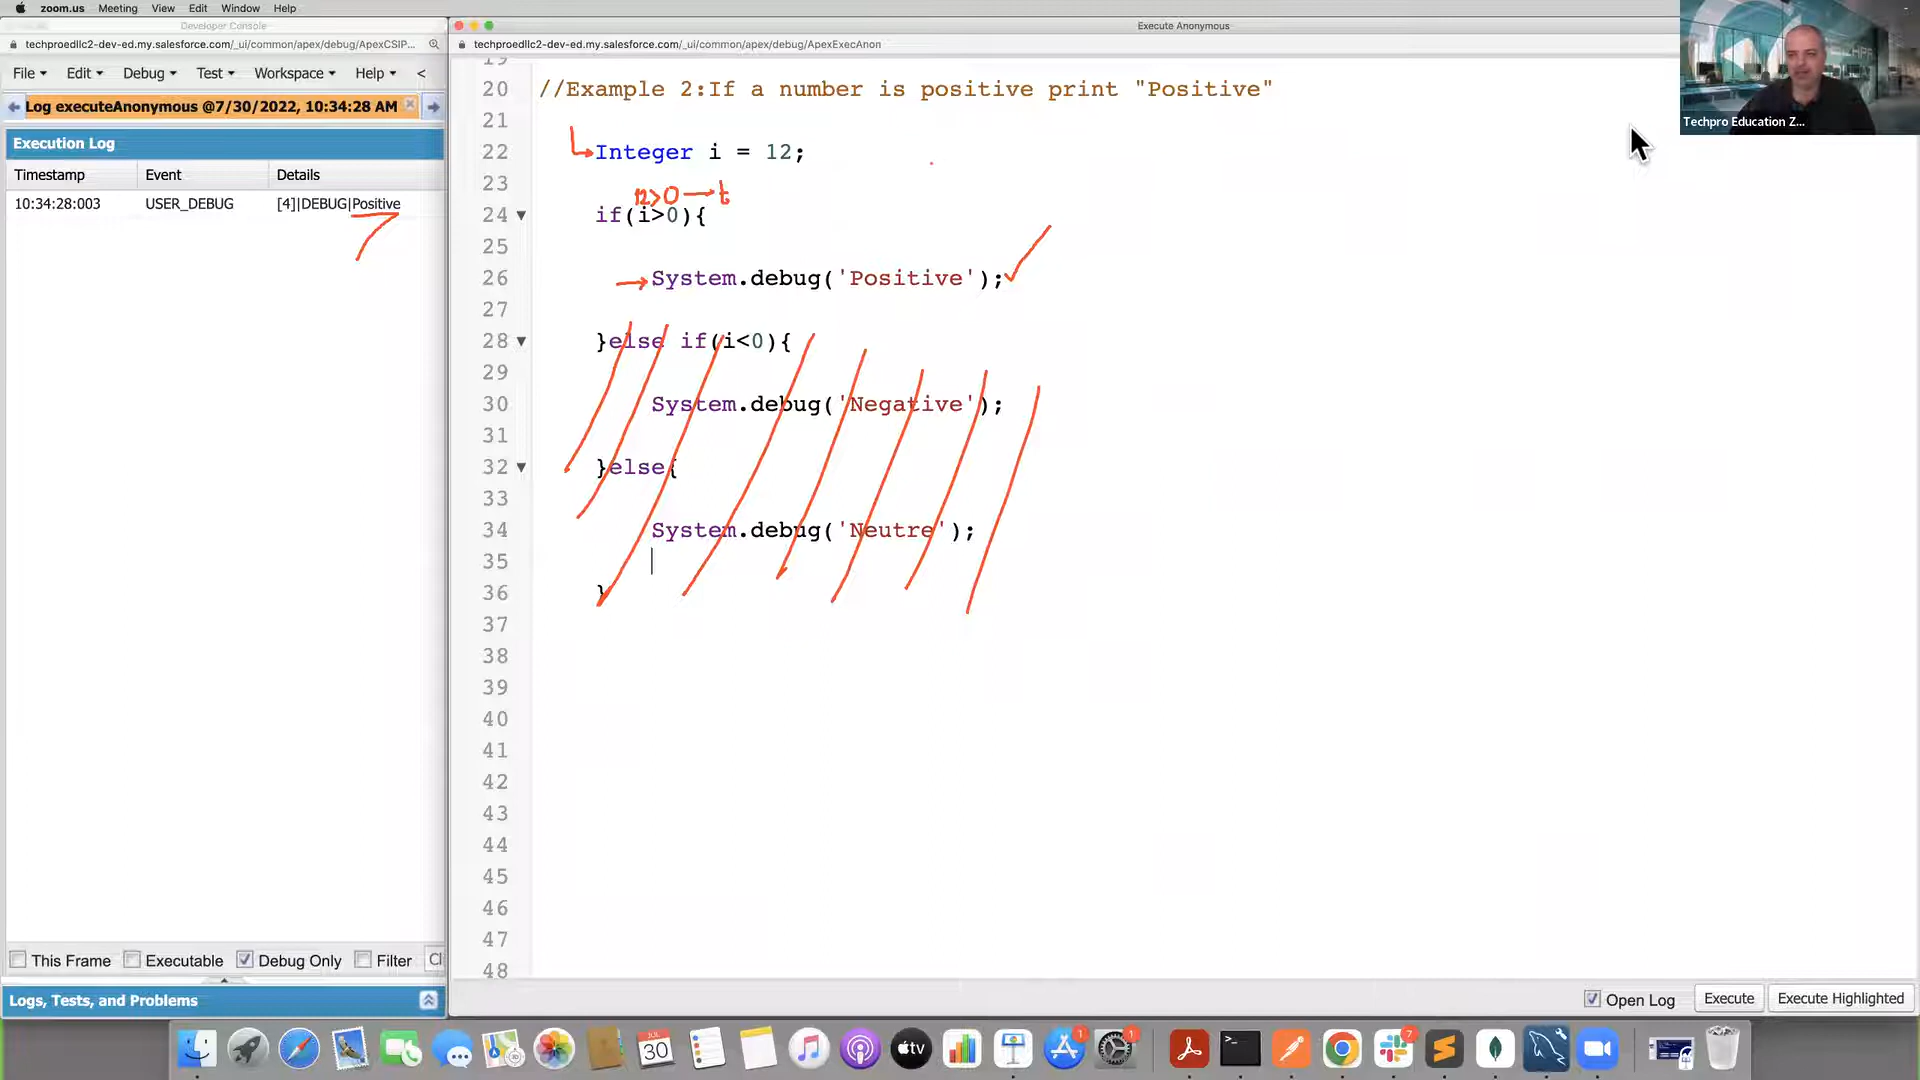 zoom.us Meeting View Edit Window Help
Developer Console
techproedllc2-dev-ed.my.salesforce.com/_ui/common/apex/debug/ApexCSIP...
File Edit Debug Test Workspace Help <
Log executeAnonymous @7/30/2022, 10:34:28 AM
Execution Log
Timestamp Event Details
10:34:28:003 USER_DEBUG [4]|DEBUG|Positive
This Frame Executable Debug Only Filter Cl
Logs, Tests, and Problems
Execute Anonymous
techproedllc2-dev-ed.my.salesforce.com/_ui/common/apex/debug/ApexExecAnon
19
20 //Example 2:If a number is positive print "Positive"
21
22 Integer i = 12;
23
12>0 → t
24 if(i>0){
25
26 System.debug('Positive');
27
28 }else if(i<0){
29
30 System.debug('Negative');
31
32 }else{
33
34 System.debug('Neutre');
35
36 }
37
38
39
40
41
42
43
44
45
46
47
48
Open Log Execute Execute Highlighted
Techpro Education Z...
JUL
30
tv
1
1
7